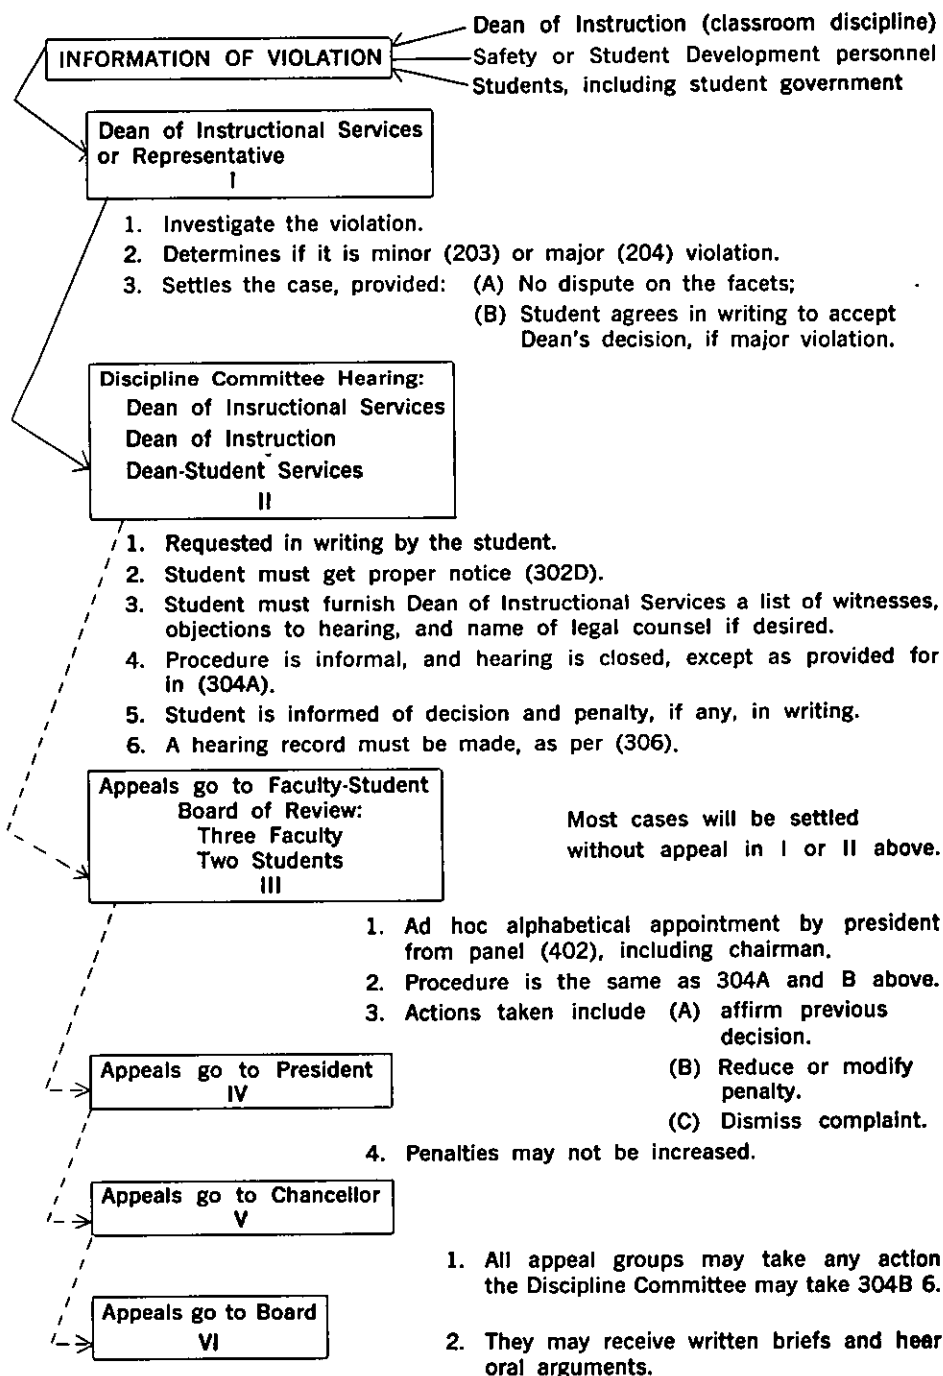 Dean of Instruction (classroom discipline)
INFORMATION OF VIOLATION
Safety or Student Development personnel
Students, including student government
Dean of Instructional Services
or Representative
I
1. Investigate the violation.
2. Determines if it is minor (203) or major (204) violation.
3. Settles the case, provided: (A) No dispute on the facets;
(B) Student agrees in writing to accept
Dean's decision, if major violation.
Discipline Committee Hearing:
Dean of Insructional Services
Dean of Instruction
Dean-Student Services
II
1. Requested in writing by the student.
2. Student must get proper notice (302D).
3. Student must furnish Dean of Instructional Services a list of witnesses,
objections to hearing, and name of legal counsel if desired.
4. Procedure is informal, and hearing is closed, except as provided for
in (304A).
5. Student is informed of decision and penalty, if any, in writing.
6. A hearing record must be made, as per (306).
Appeals go to Faculty-Student
Board of Review:
Three Faculty
Two Students
III
Most cases will be settled
without appeal in I or II above.
1. Ad hoc alphabetical appointment by president
from panel (402), including chairman.
2. Procedure is the same as 304A and B above.
3. Actions taken include (A) affirm previous
decision.
(B) Reduce or modify
penalty.
(C) Dismiss complaint.
4. Penalties may not be increased.
Appeals go to President
IV
Appeals go to Chancellor
V
1. All appeal groups may take any action
the Discipline Committee may take 304B 6.
Appeals go to Board
VI
2. They may receive written briefs and hear
oral arguments.